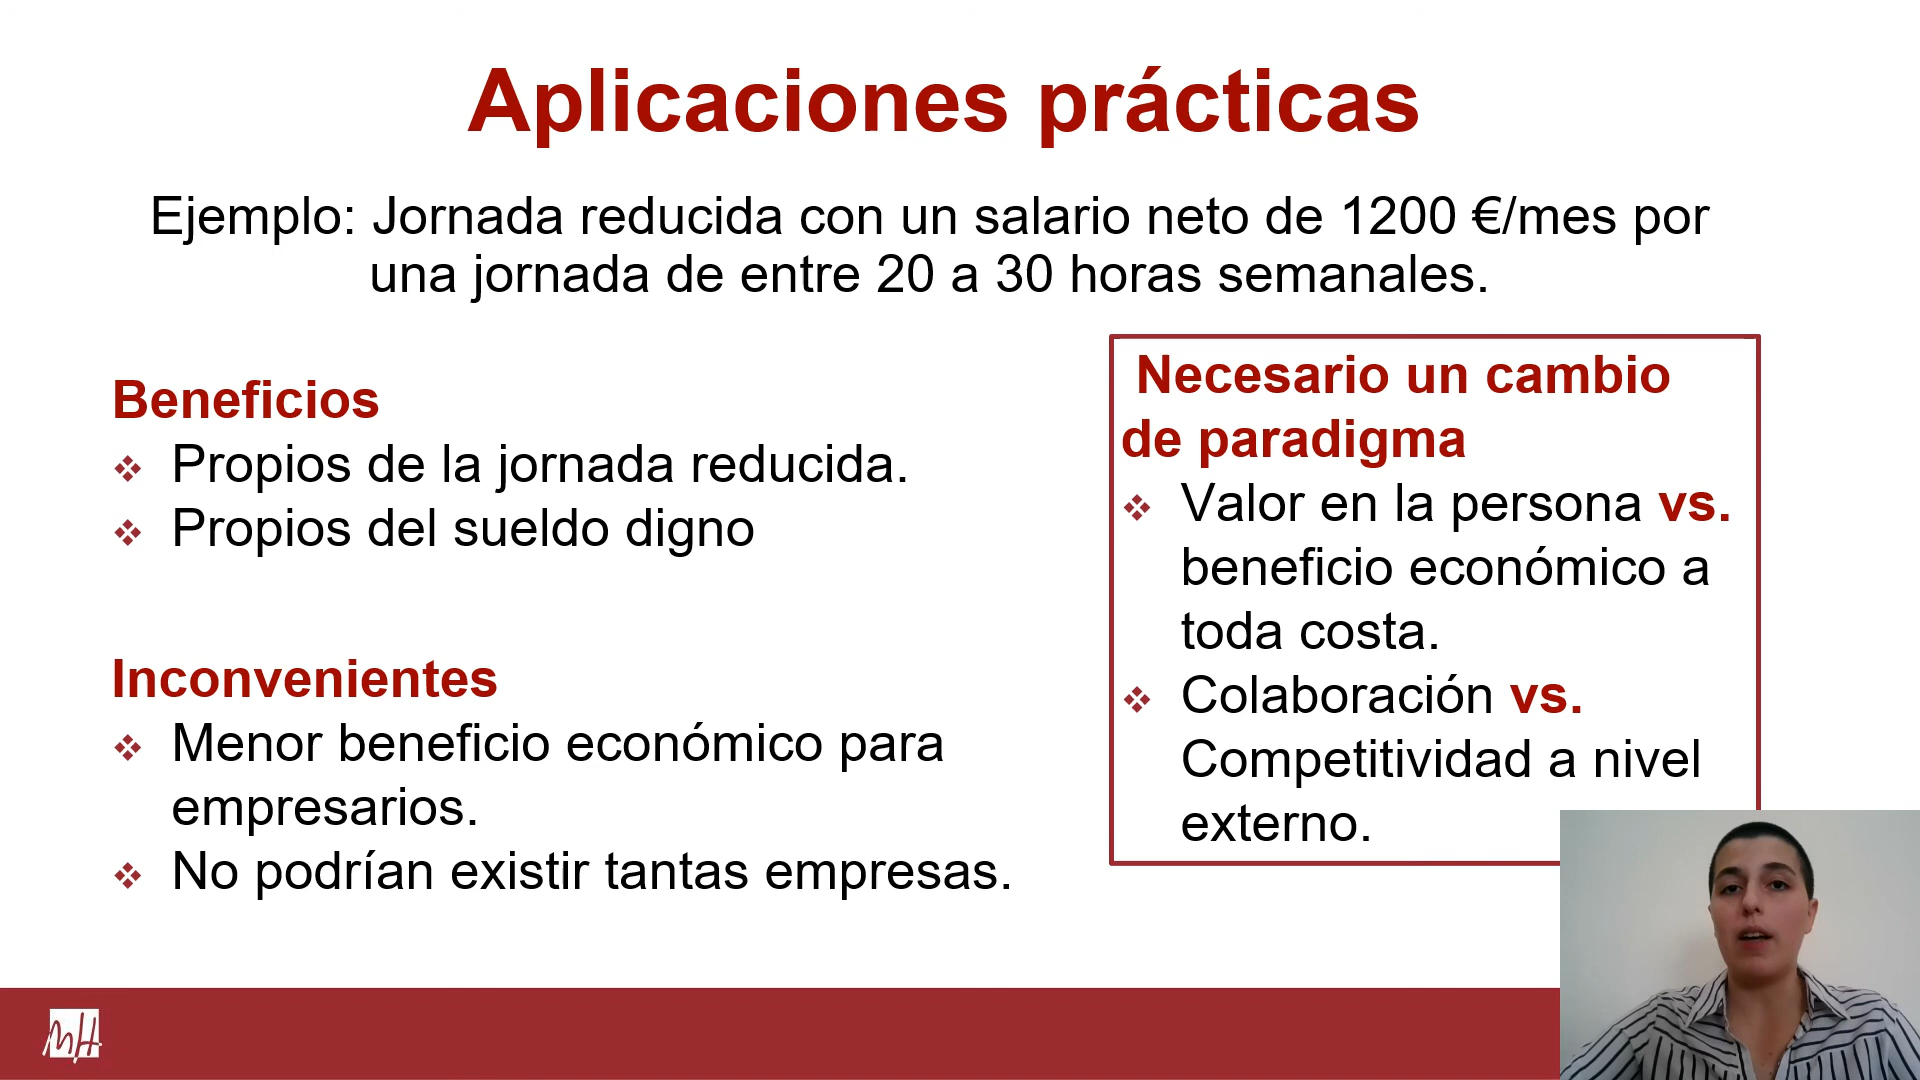 Aplicaciones prácticas
Ejemplo: Jornada reducida con un salario neto de 1200 €/mes por
una jornada de entre 20 a 30 horas semanales.
Beneficios
Propios de la jornada reducida.
Propios del sueldo digno
Inconvenientes
Menor beneficio económico para
empresarios.
No podrían existir tantas empresas.
Necesario un cambio
de paradigma
Valor en la persona vs.
beneficio económico a
toda costa.
Colaboración vs.
Competitividad a nivel
externo.
MH